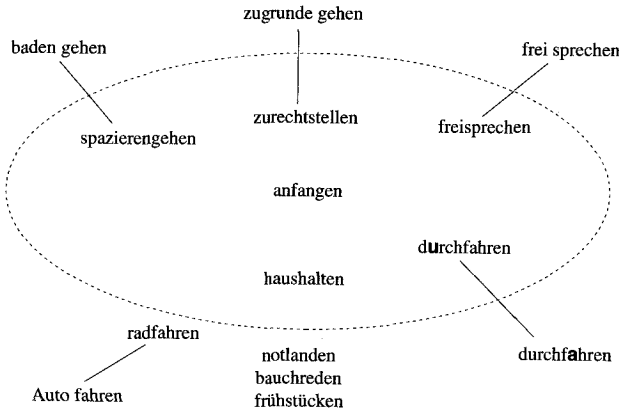 zugrunde gehen
baden gehen
frei sprechen
zurechtstellen
freisprechen
spazierengehen
anfangen
durchfahren
haushalten
radfahren
notlanden
durchfahren
bauchreden
Auto fahren
frühstücken